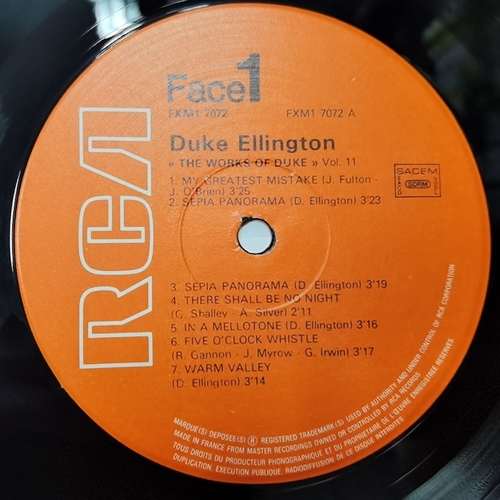 Face 1
FXM1 7072
FXM1 7072 A
Duke Ellington
« THE WORKS OF DUKE » Vol. 11
1. MY GREATEST MISTAKE (J. Fulton -
J. O'Brien) 3'25
2. SEPIA PANORAMA (D. Ellington) 3'23
SACEM
SDRM
3. SEPIA PANORAMA (D. Ellington) 3'19
4. THERE SHALL BE NO NIGHT
(G. Shalley - A. Silver) 2'11
5. IN A MELLOTONE (D. Ellington) 3'16
6. FIVE O'CLOCK WHISTLE
(R. Gannon - J. Myrow - G. Irwin) 3'17
7. WARM VALLEY
(D. Ellington) 3'14
RCA
MARQUE(S) DEPOSEE(S) ® REGISTERED TRADEMARK(S) USED BY AUTHORITY AND UNDER CONTROL OF RCA CORPORATION
MADE IN FRANCE FROM MASTER RECORDINGS OWNED OR CONTROLLED BY RCA RECORDS
TOUS DROITS DU PRODUCTEUR PHONOGRAPHIQUE ET DU PROPRIETAIRE DE L'ŒUVRE ENREGISTREE RESERVES
DUPLICATION, EXECUTION PUBLIQUE, RADIODIFFUSION DE CE DISQUE INTERDITS